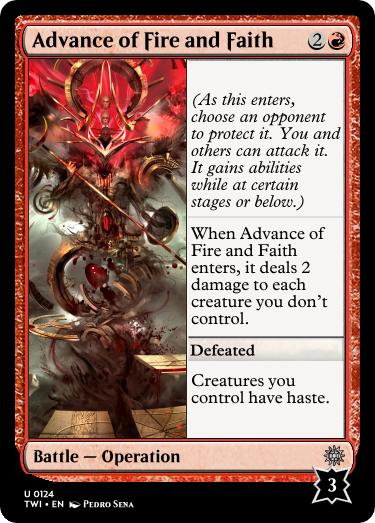 Advance of Fire and Faith 2
(As this enters,
choose an opponent
to protect it. You and
others can attack it.
It gains abilities
while at certain
stages or below.)
When Advance of
Fire and Faith
enters, it deals 2
damage to each
creature you don't
control.
Defeated
Creatures you
control have haste.
Battle — Operation
3
U 0124
TWI • EN Pedro Sena